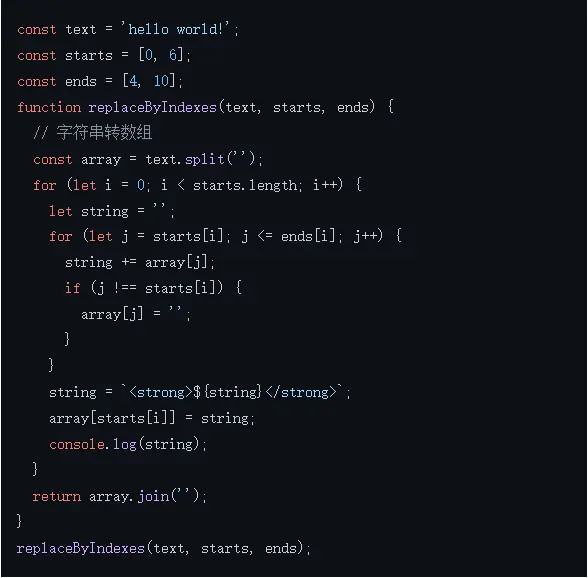 const text = 'hello world!';
const starts = [0, 6];
const ends = [4, 10];
function replaceByIndexes(text, starts, ends) {
  // 字符串转数组
  const array = text.split('');
  for (let i = 0; i < starts.length; i++) {
    let string = '';
    for (let j = starts[i]; j <= ends[i]; j++) {
      string += array[j];
      if (j !== starts[i]) {
        array[j] = '';
      }
    }
    string = `<strong>${string}</strong>`;
    array[starts[i]] = string;
    console.log(string);
  }
  return array.join('');
}
replaceByIndexes(text, starts, ends);